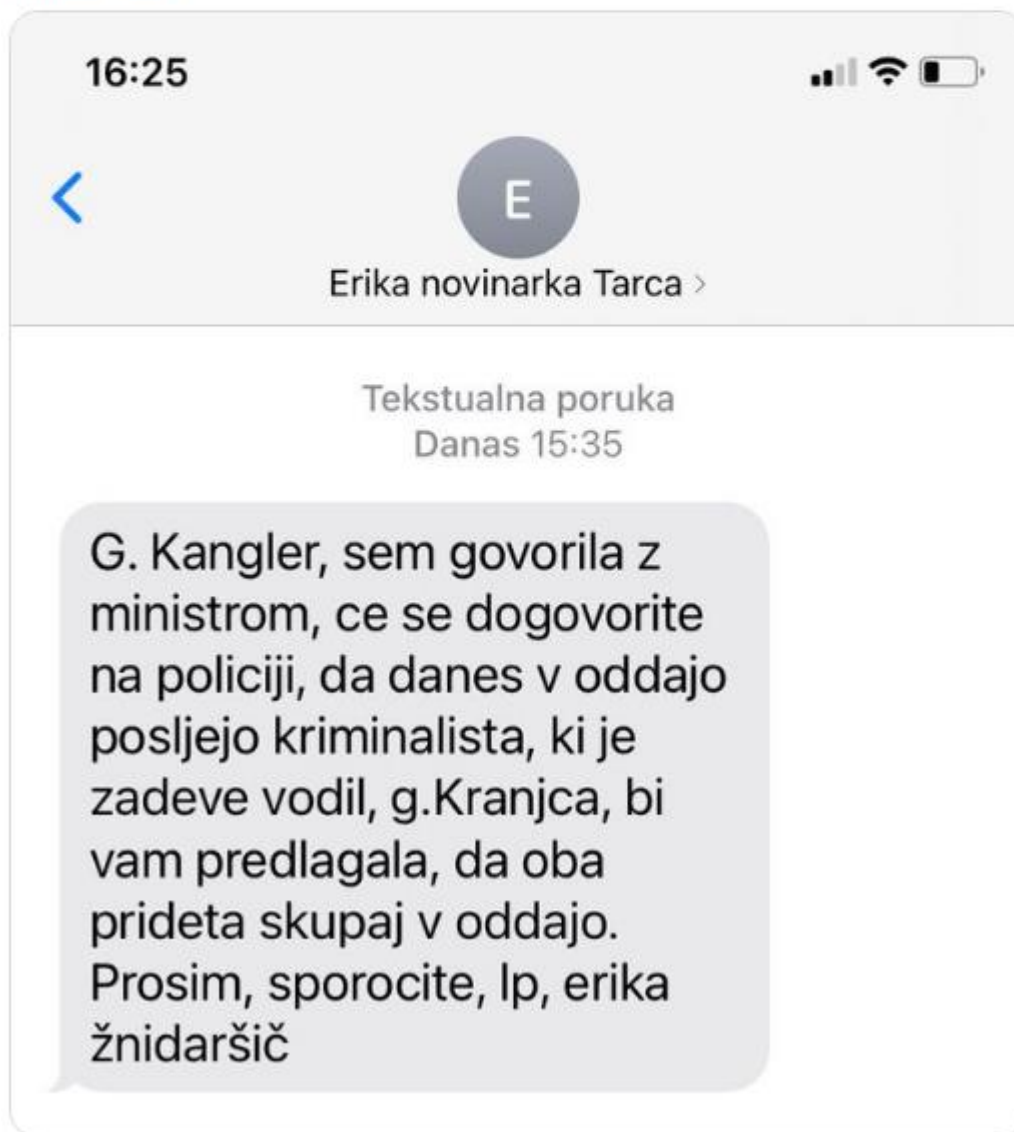 16:25
E
Erika novinarka Tarca >
Tekstualna poruka
Danas 15:35
G. Kangler, sem govorila z
ministrom, ce se dogovorite
na policiji, da danes v oddajo
posljejo kriminalista, ki je
zadeve vodil, g.Kranjca, bi
vam predlagala, da oba
prideta skupaj v oddajo.
Prosim, sporocite, lp, erika
žnidaršič